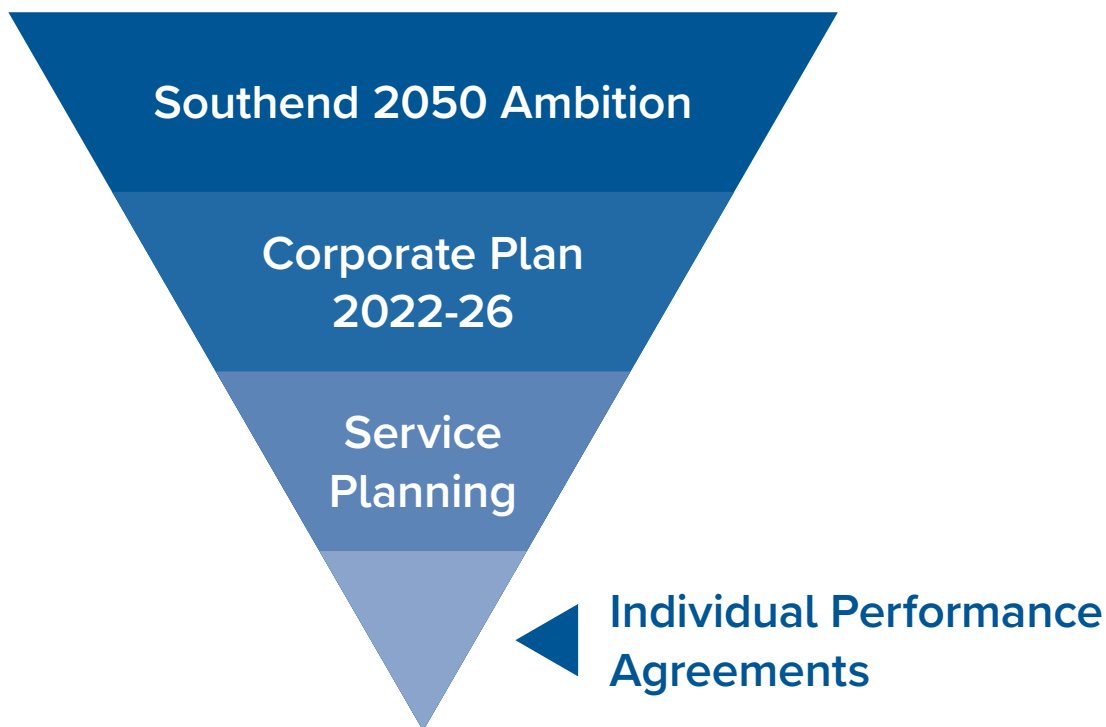 Southend 2050 Ambition
Corporate Plan
2022-26
Service
Planning
Individual Performance
Agreements